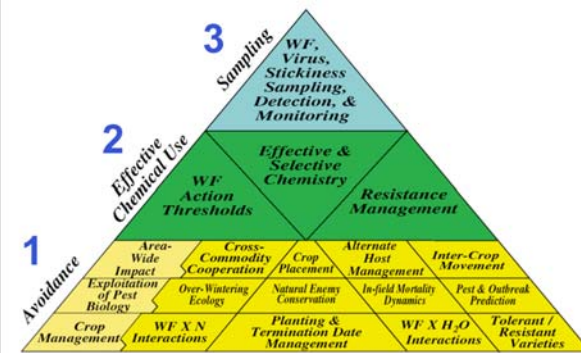 3
Sampling
WF,
Virus,
Stickiness
Sampling,
Detection, &
Monitoring
2
Effective
Chemical Use
WF
Action
Thresholds
Effective &
Selective
Chemistry
Resistance
Management
1
Avoidance
Area-
Wide
Impact
Cross-
Commodity
Cooperation
Crop
Placement
Alternate
Host
Management
Inter-Crop
Movement
Exploitation
of Pest
Biology
Over-Wintering
Ecology
Natural Enemy
Conservation
In-field Mortality
Dynamics
Pest & Outbreak
Prediction
Crop
Management
WF X N
Interactions
Planting &
Termination Date
Management
WF X H₂O
Interactions
Tolerant /
Resistant
Varieties